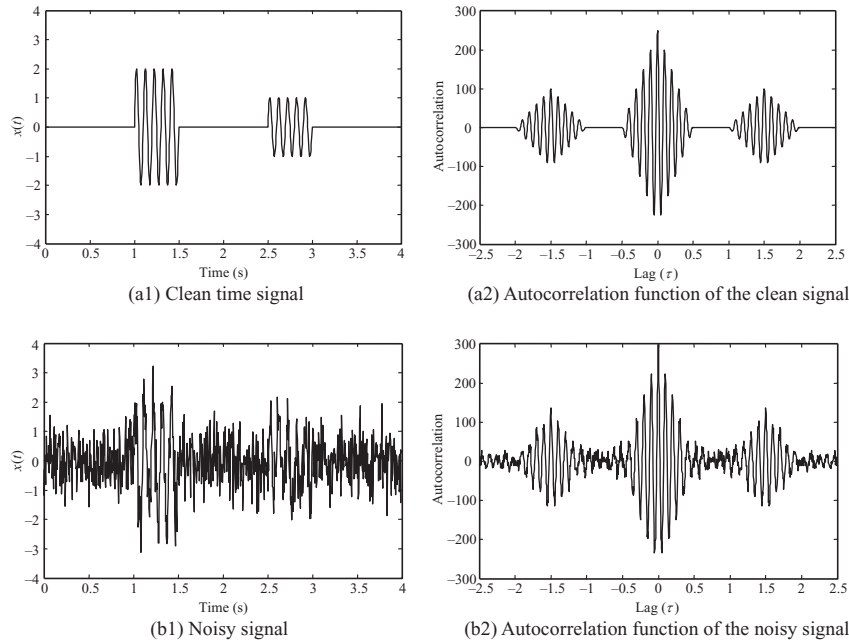 4
3
2
1
0
–1
–2
–3
–4
x(t)
0 0.5 1 1.5 2 2.5 3 3.5 4
Time (s)
(a1) Clean time signal
300
200
100
0
–100
–200
–300
Autocorrelation
–2.5 –2 –1.5 –1 –0.5 0 0.5 1 1.5 2 2.5
Lag (τ)
(a2) Autocorrelation function of the clean signal
4
3
2
1
0
–1
–2
–3
–4
x(t)
0 0.5 1 1.5 2 2.5 3 3.5 4
Time (s)
(b1) Noisy signal
300
200
100
0
–100
–200
–300
Autocorrelation
–2.5 –2 –1.5 –1 –0.5 0 0.5 1 1.5 2 2.5
Lag (τ)
(b2) Autocorrelation function of the noisy signal